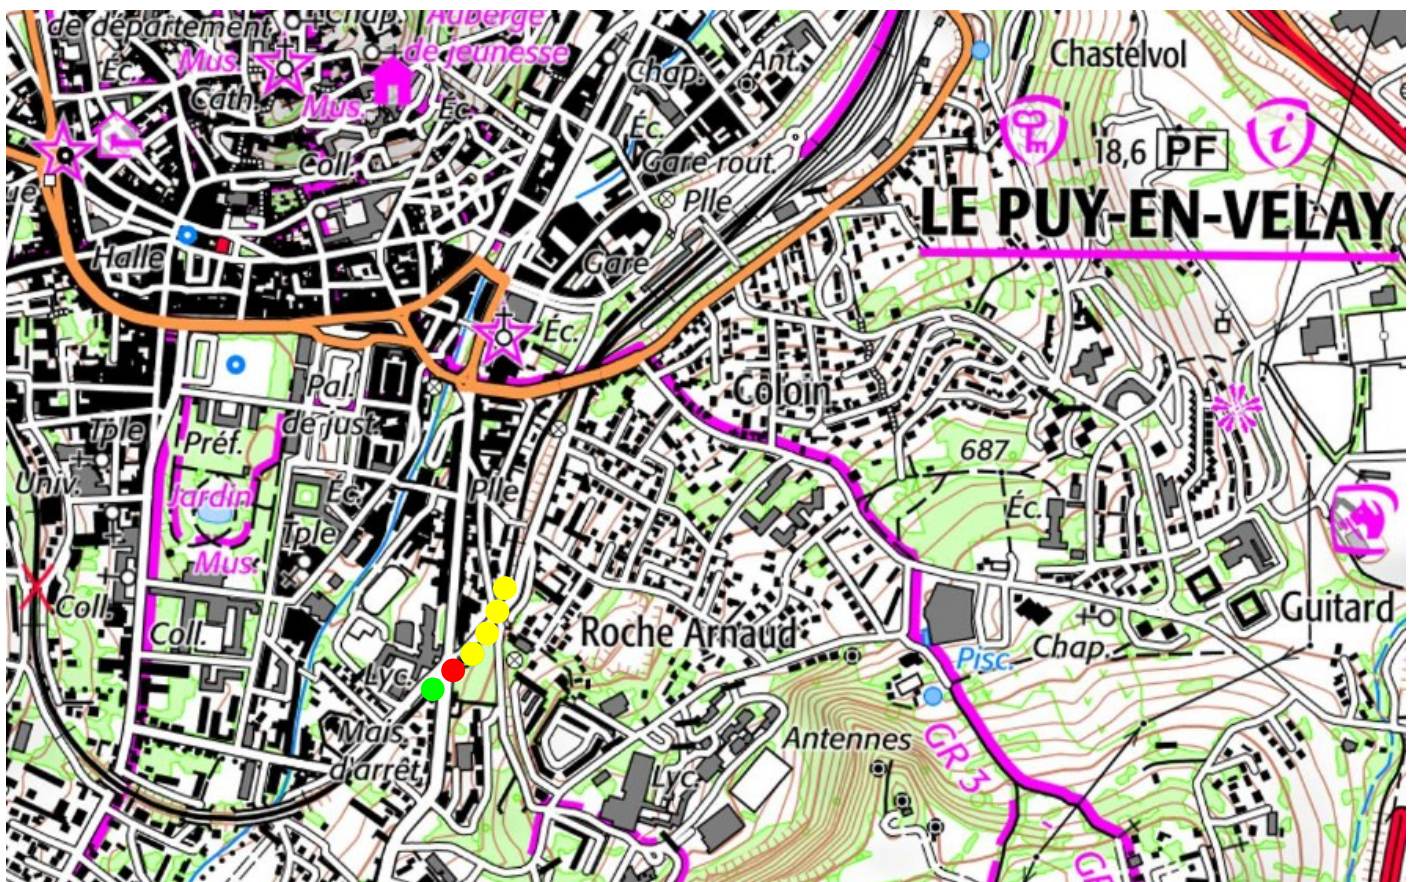 de département
Chap.
Auberge
de jeunesse
Mus.
Éc.
Cath.
Mus.
Éc.
Chap.
Ant.
Chastelvol
Éc.
Coll.
Gare rout.
18,6 PF
Plle
LE PUY-EN-VELAY
Halle
Gare
Éc.
Pal.
de just.
Coloin
Tple
Préf.
687
Univ.
Jardin
Éc.
Plle
Éc.
Tple
Mus.
Coll.
Coll.
Roche Arnaud
Guitard
Chap.
Pisc.
Lyc.
Mais.
d'arrêt
Antennes
GR 3
Lyc.